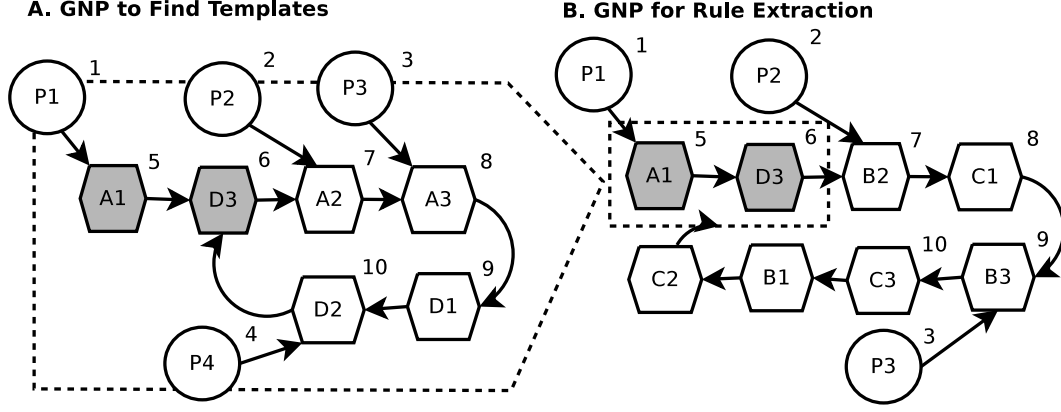 A. GNP to Find Templates
B. GNP for Rule Extraction
P1 1
P2 2
P3 3
A1 5
D3 6
A2 7
A3 8
D2 10
D1 9
P4 4
P1 1
P2 2
A1 5
D3 6
B2 7
C1 8
C2
B1
C3 10
B3 9
P3 3